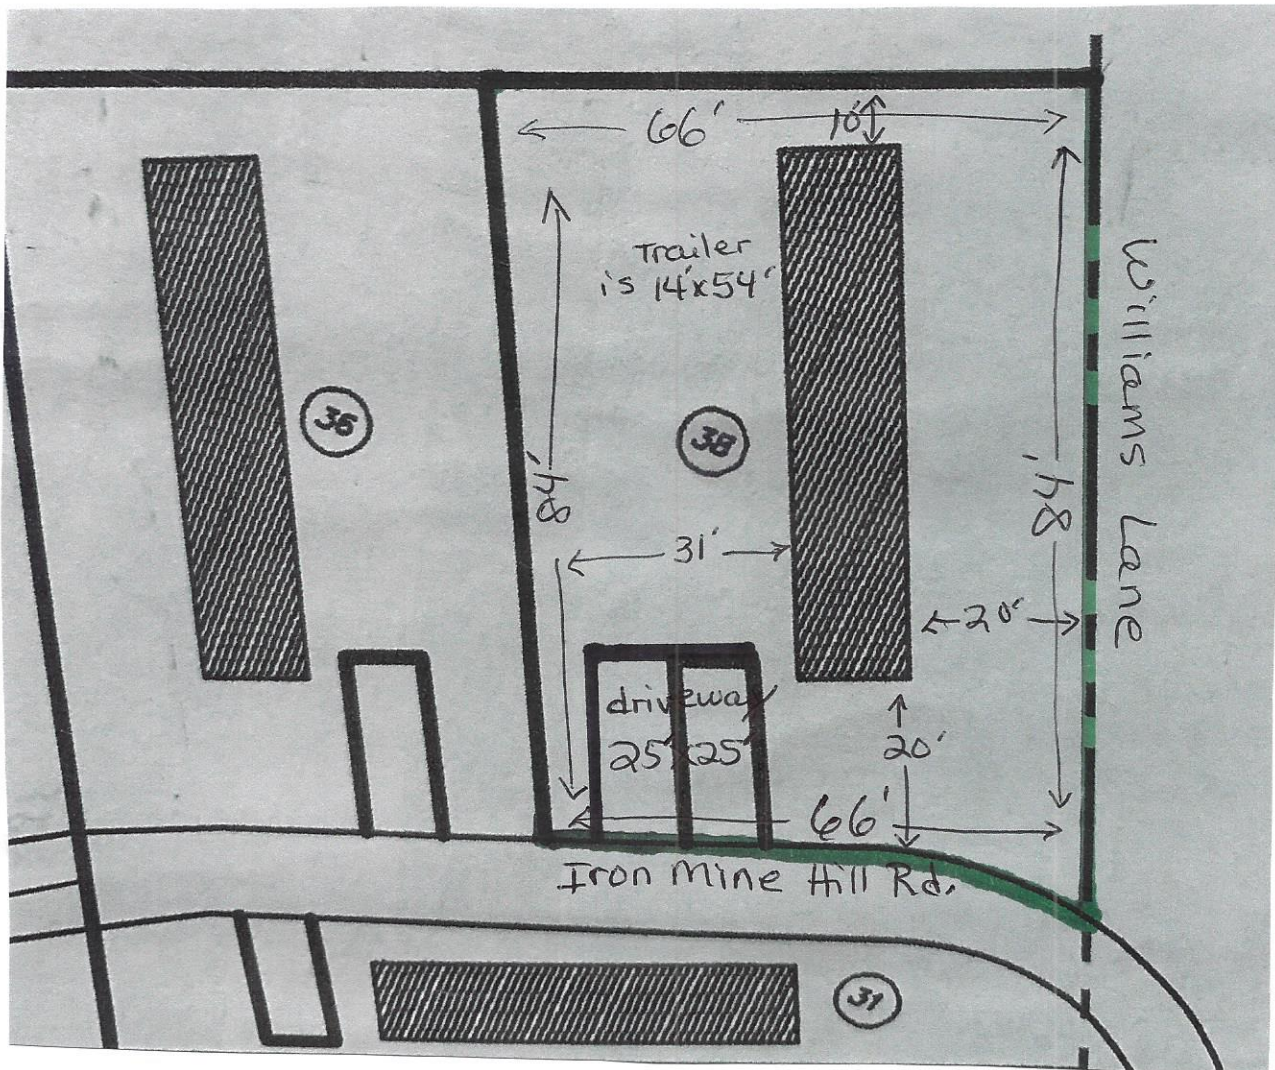 66'
10'
Trailer
is 14'x54'
Williams Lane
36
38
84'
84'
31'
20'
driveway
25'x25'
20'
66'
Iron Mine Hill Rd.
31